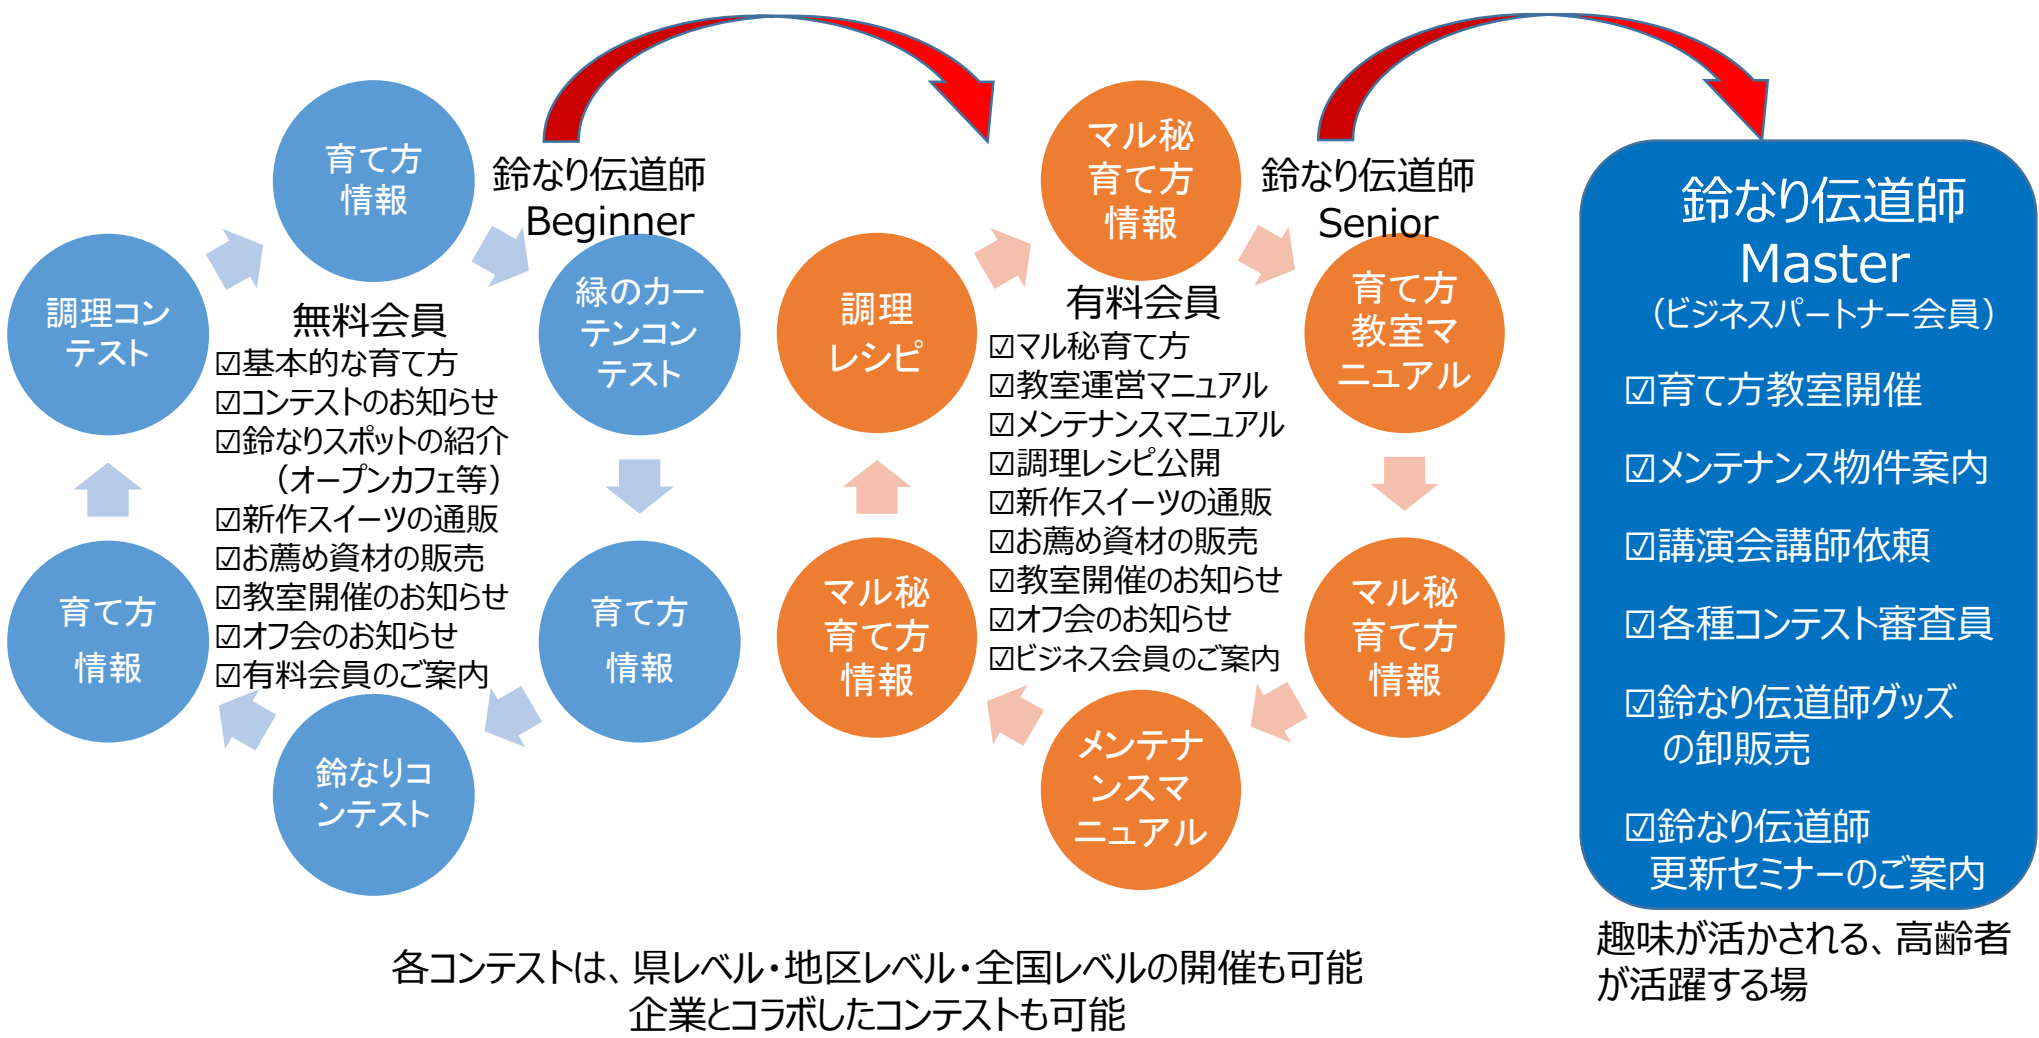 育て方
情報
鈴なり伝道師
Beginner
緑のカー
テンコン
テスト
育て方
情報
鈴なりコ
ンテスト
育て方
情報
調理コン
テスト
無料会員
☑基本的な育て方
☑コンテストのお知らせ
☑鈴なりスポットの紹介
（オープンカフェ等）
☑新作スイーツの通販
☑お薦め資材の販売
☑教室開催のお知らせ
☑オフ会のお知らせ
☑有料会員のご案内
マル秘
育て方
情報
鈴なり伝道師
Senior
育て方
教室マ
ニュアル
マル秘
育て方
情報
メンテナ
ンスマ
ニュアル
マル秘
育て方
情報
調理
レシピ
有料会員
☑マル秘育て方
☑教室運営マニュアル
☑メンテナンスマニュアル
☑調理レシピ公開
☑新作スイーツの通販
☑お薦め資材の販売
☑教室開催のお知らせ
☑オフ会のお知らせ
☑ビジネス会員のご案内
鈴なり伝道師
Master
（ビジネスパートナー会員）
☑育て方教室開催
☑メンテナンス物件案内
☑講演会講師依頼
☑各種コンテスト審査員
☑鈴なり伝道師グッズ
の卸販売
☑鈴なり伝道師
更新セミナーのご案内
趣味が活かされる、高齢者
が活躍する場
各コンテストは、県レベル・地区レベル・全国レベルの開催も可能
企業とコラボしたコンテストも可能